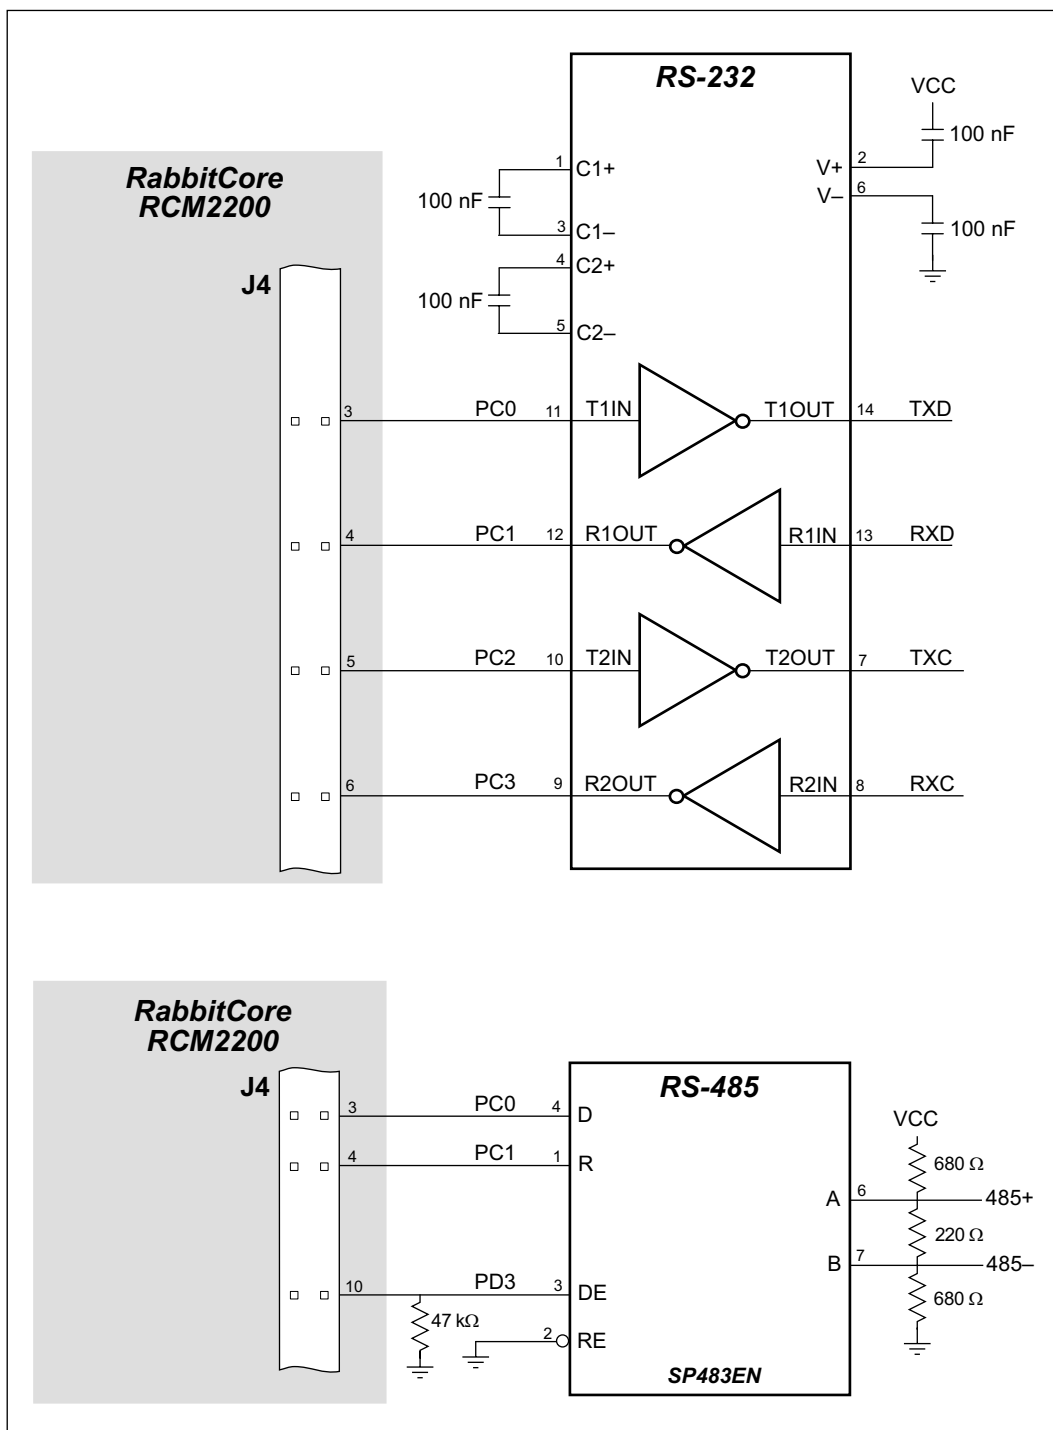 RS-232
VCC
100 nF
RabbitCore
RCM2200
1 C1+
V+ 2
100 nF
V– 6
3 C1–
100 nF
4 C2+
J4
100 nF
5 C2–
3 PC0 11 T1IN T1OUT 14 TXD
4 PC1 12 R1OUT R1IN 13 RXD
5 PC2 10 T2IN T2OUT 7 TXC
6 PC3 9 R2OUT R2IN 8 RXC
RabbitCore
RCM2200
J4
RS-485
3 PC0 4 D
VCC
4 PC1 1 R
680 Ω
A 6 485+
220 Ω
B 7 485–
10 PD3 3 DE
680 Ω
47 kΩ
2 RE
SP483EN